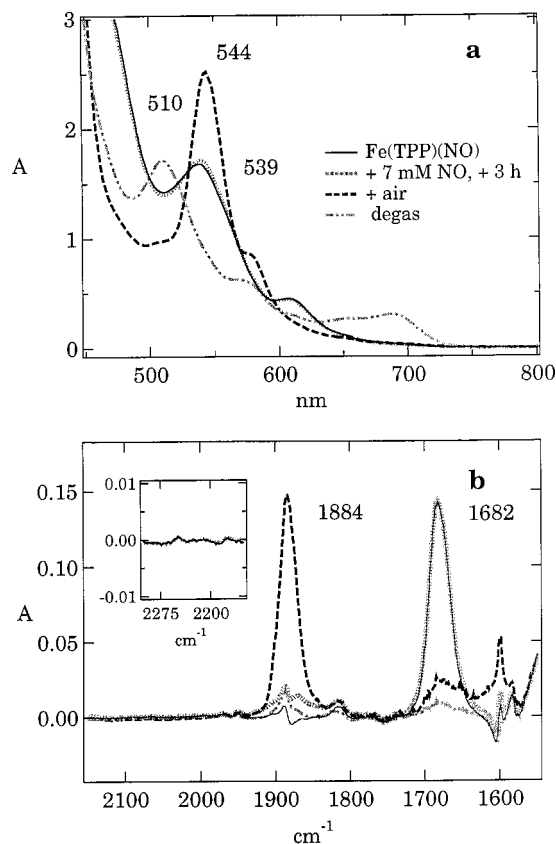 3
2
1
0
A
544
510
539
a
Fe(TPP)(NO)
+ 7 mM NO, + 3 h
+ air
degas
500
600
700
800
nm
b
0.15
0.10
0.05
0.00
A
0.01
0.00
-0.01
2275
2200
cm-1
1884
1682
2100
2000
1900
1800
1700
1600
cm-1